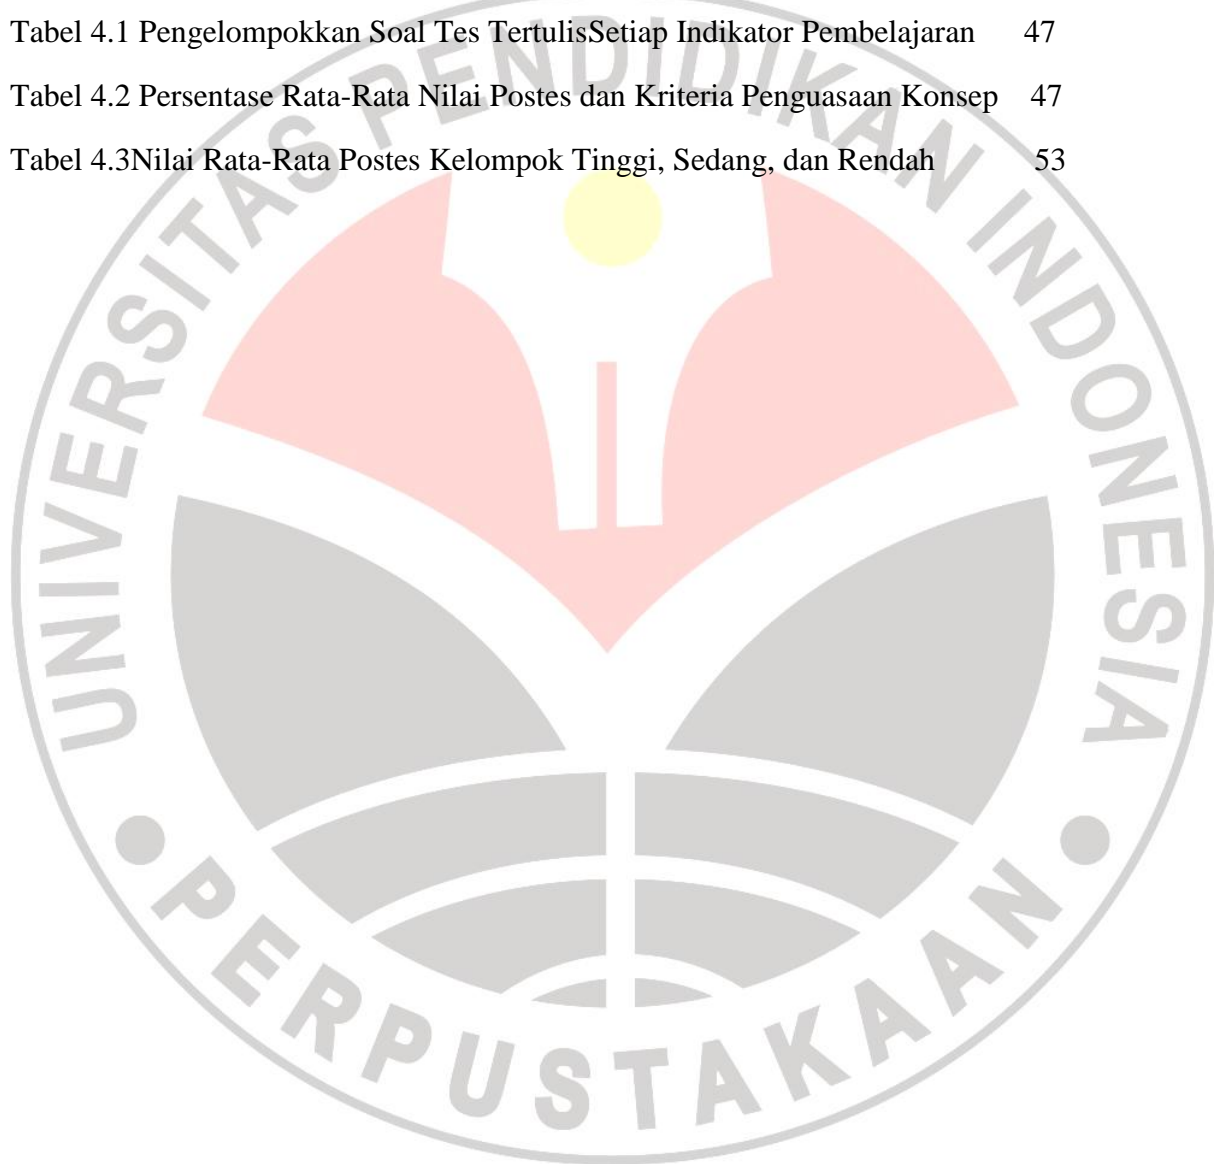 Tabel 4.1 Pengelompokkan Soal Tes TertulisSetiap Indikator Pembelajaran 47
Tabel 4.2 Persentase Rata-Rata Nilai Postes dan Kriteria Penguasaan Konsep 47
Tabel 4.3Nilai Rata-Rata Postes Kelompok Tinggi, Sedang, dan Rendah 53
UNIVERSITAS PENDIDIKAN INDONESIA
PERPUSTAKAAN